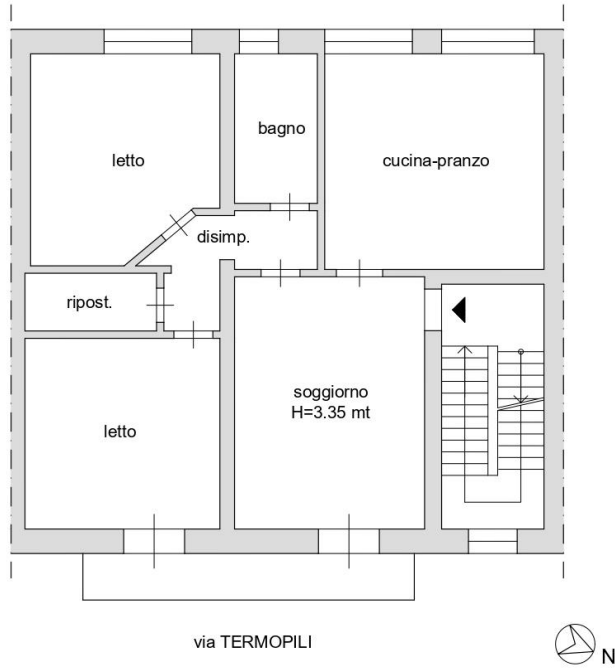 letto
bagno
cucina-pranzo
disimp.
ripost.
soggiorno
H=3.35 mt
letto
via TERMOPILI
N